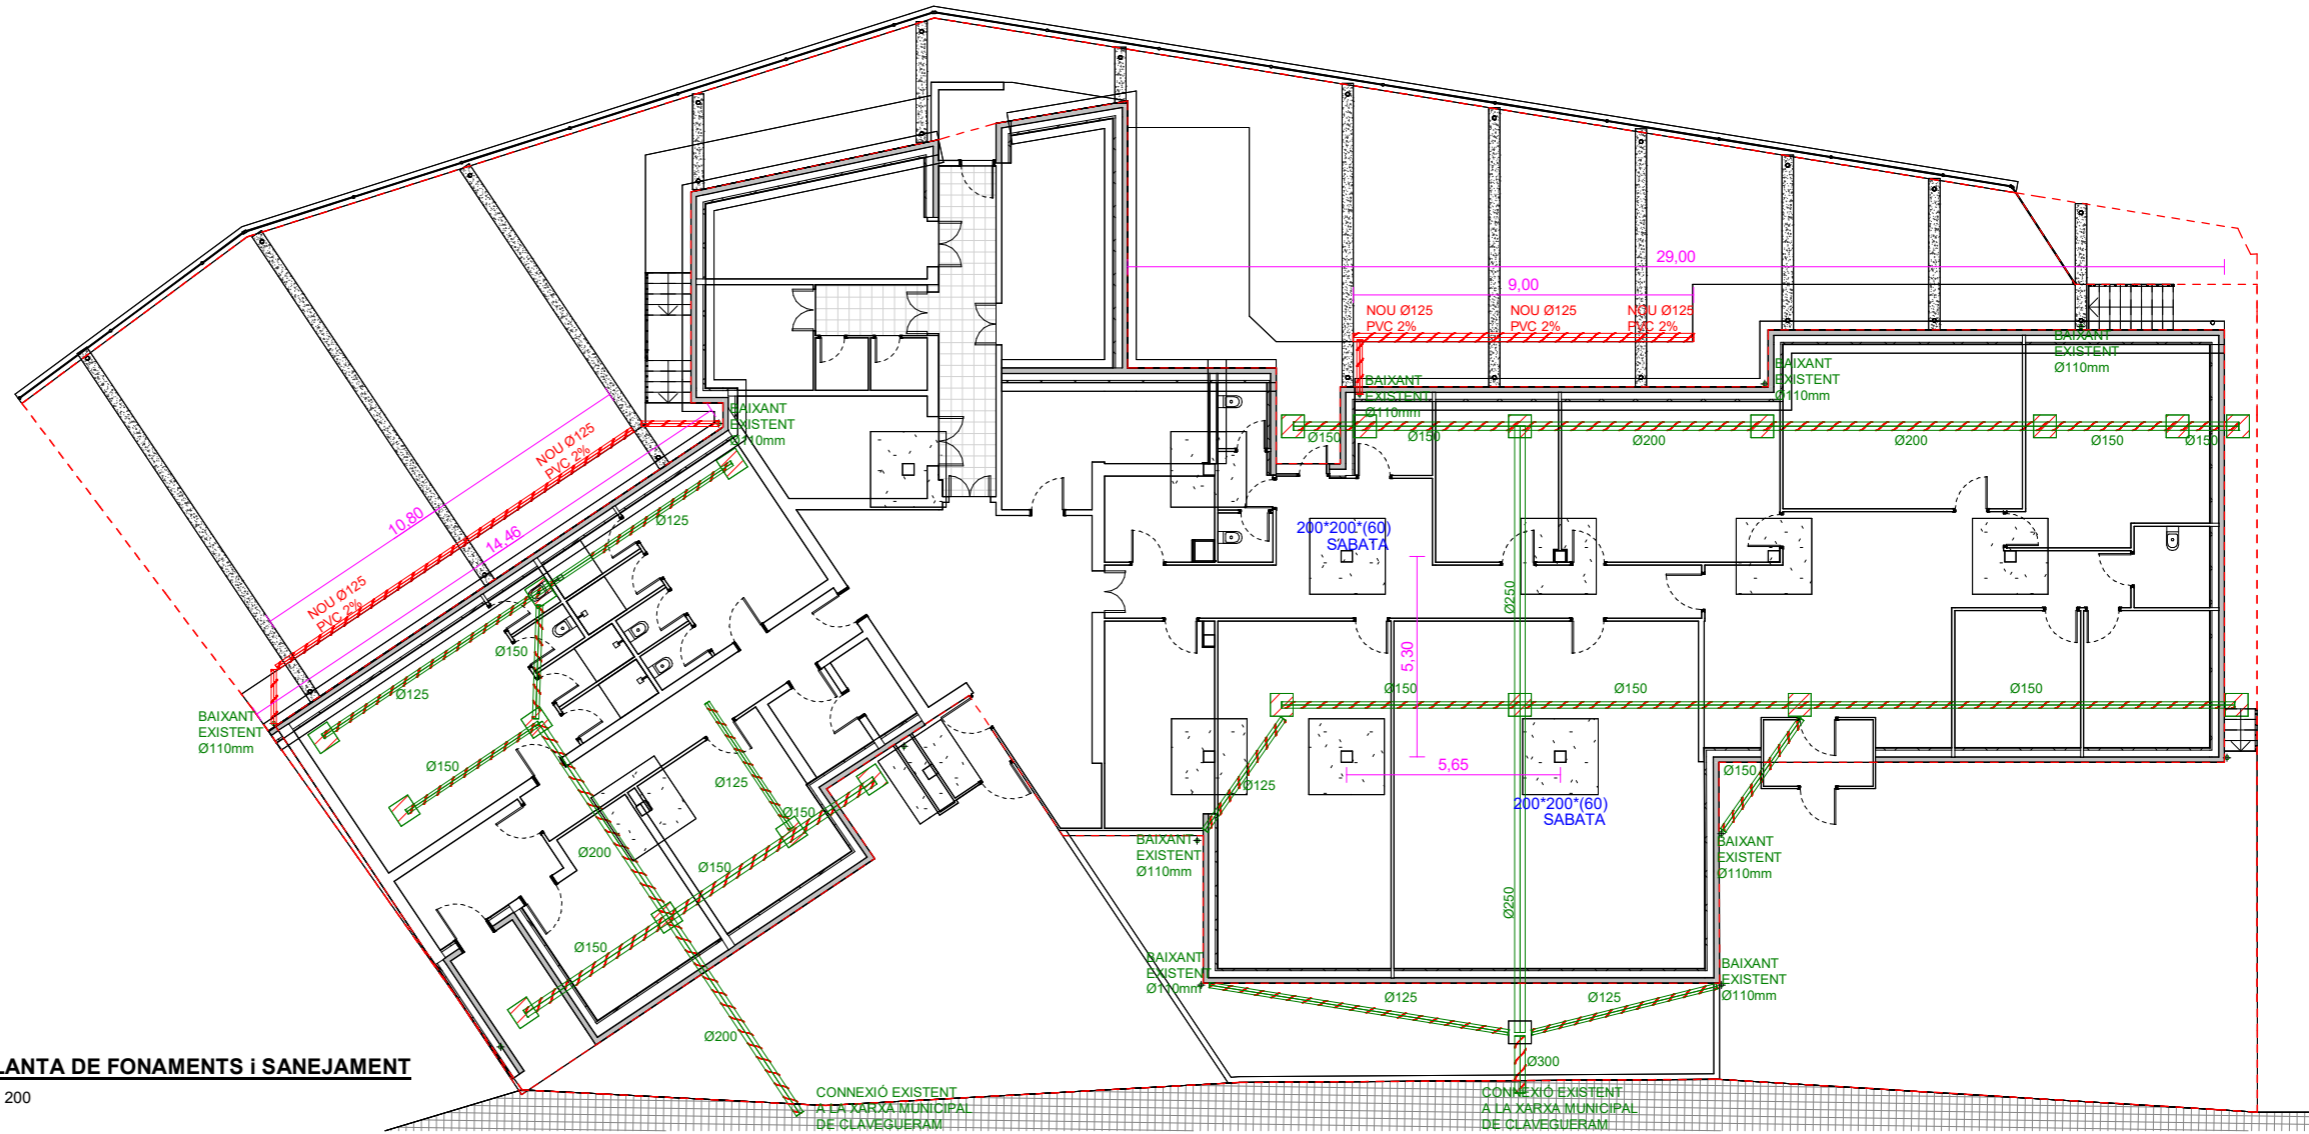 29,00
9,00
NOU Ø125
PVC 2%
NOU Ø125
PVC 2%
NOU Ø125
PVC 2%
BAIXANT
EXISTENT
Ø110mm
BAIXANT
EXISTENT
Ø110mm
BAIXANT
EXISTENT
Ø110mm
BAIXANT
EXISTENT
Ø110mm
NOU Ø125
PVC 2%
10,80
14,46
NOU Ø125
PVC 2%
Ø150
Ø150
Ø200
Ø200
Ø150
Ø150
Ø125
200*200*(60)
SABATA
Ø250
Ø150
5,30
Ø125
Ø150
Ø150
Ø150
BAIXANT
EXISTENT
Ø110mm
Ø150
Ø125
5,65
Ø125
Ø150
Ø150
200*200*(60)
SABATA
BAIXANT
EXISTENT
Ø110mm
BAIXANT
EXISTENT
Ø110mm
Ø200
Ø150
Ø250
Ø150
BAIXANT
EXISTENT
Ø110mm
BAIXANT
EXISTENT
Ø110mm
Ø125
Ø125
Ø200
Ø300
LANTA DE FONAMENTS i SANEJAMENT
200
CONNEXIÓ EXISTENT
A LA XARXA MUNICIPAL
DE CLAVEGUERAM
CONNEXIÓ EXISTENT
A LA XARXA MUNICIPAL
DE CLAVEGUERAM